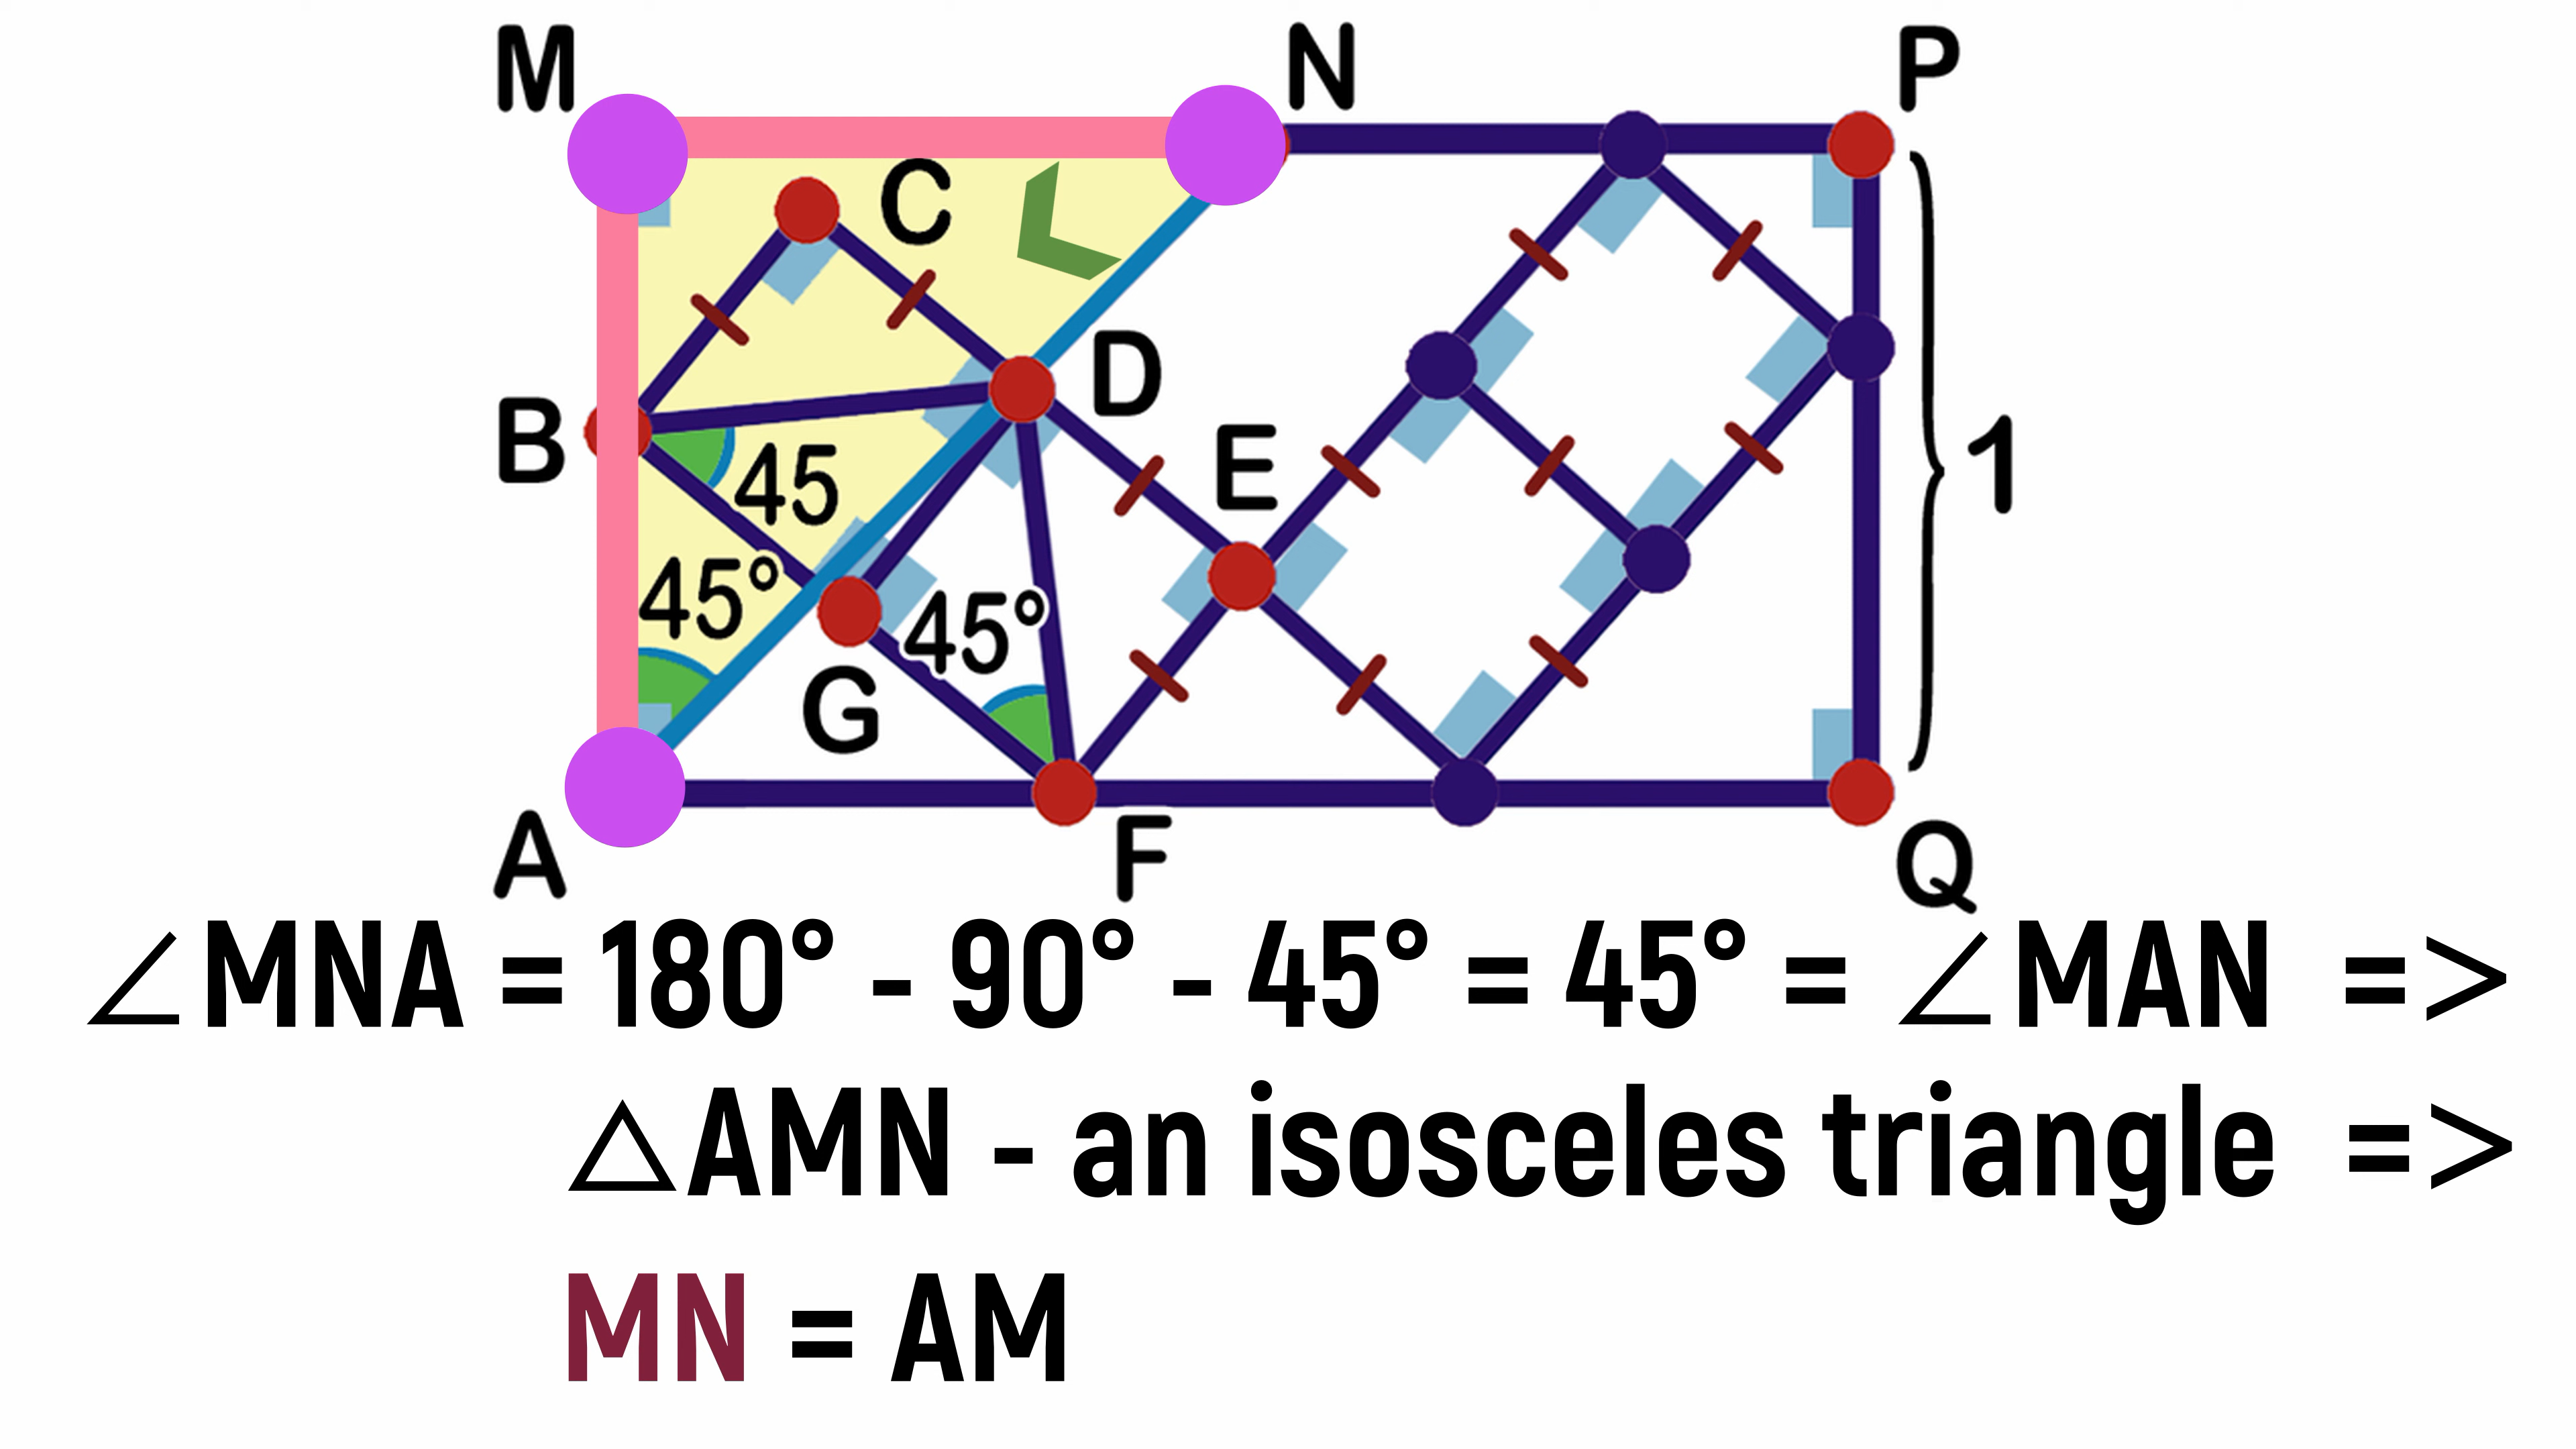 M N P
C
D
B E 1
45
45° 45°
G
A F Q
∠MNA = 180° - 90° - 45° = 45° = ∠MAN =>
△AMN - an isosceles triangle =>
MN = AM